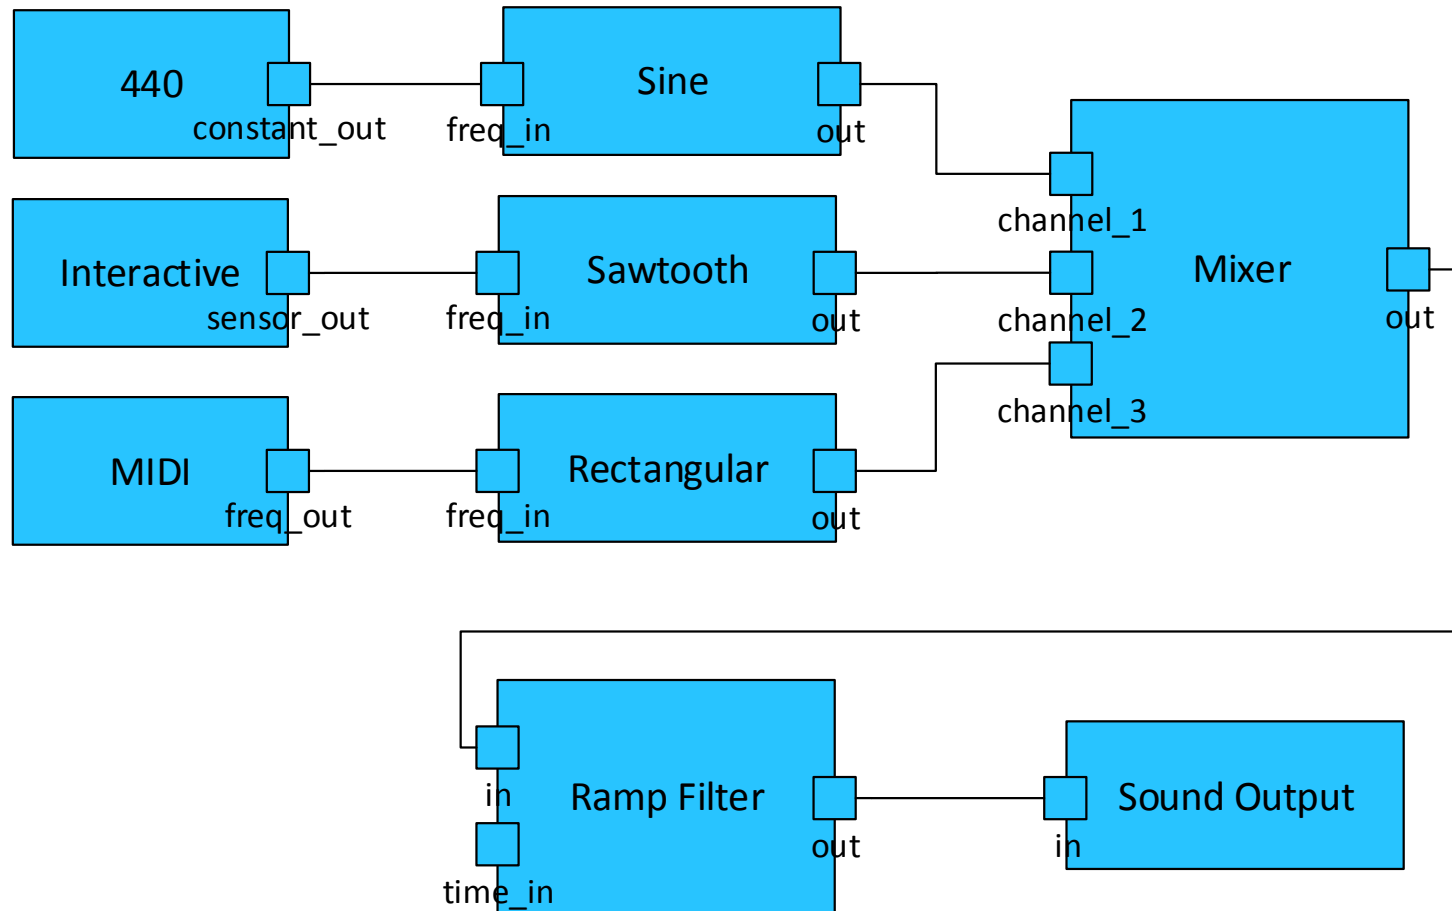 440
constant_out
freq_in
Sine
out
Interactive
sensor_out
freq_in
Sawtooth
out
MIDI
freq_out
freq_in
Rectangular
out
channel_1
channel_2
channel_3
Mixer
out
in
time_in
Ramp Filter
out
in
Sound Output